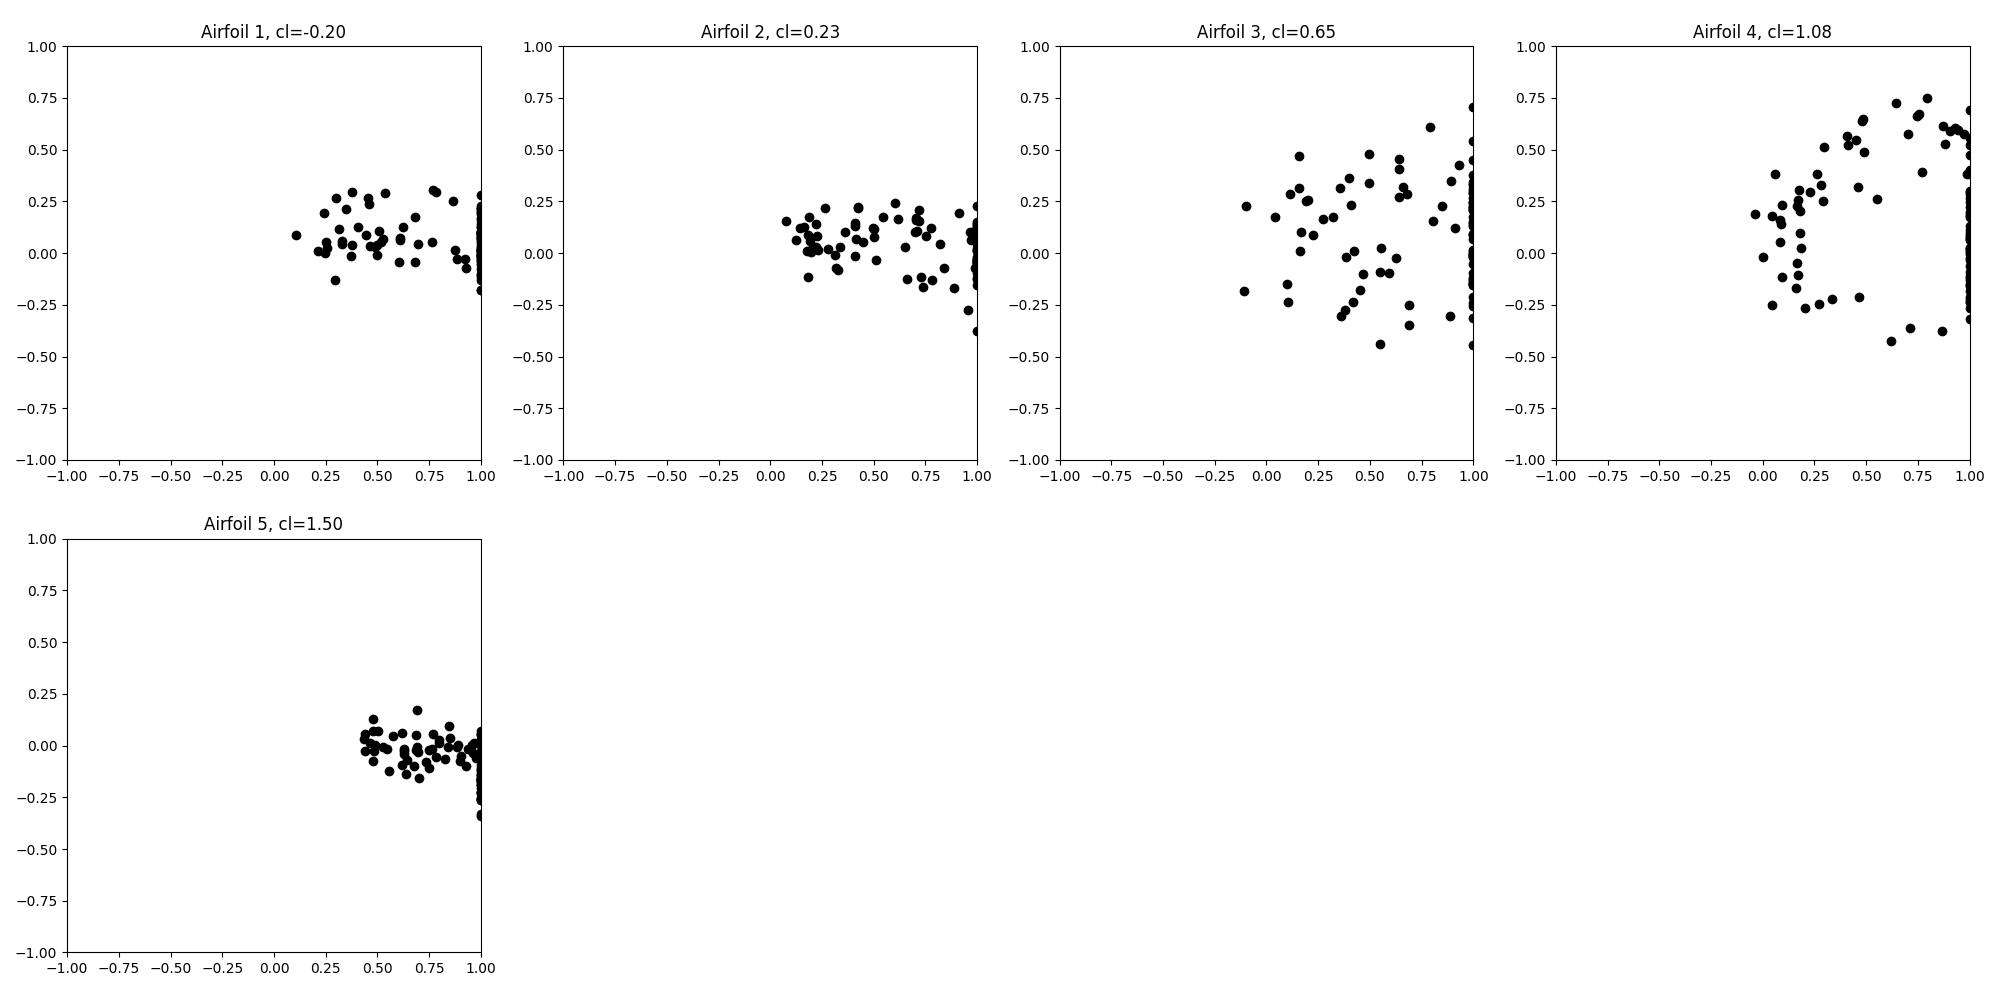 Airfoil 1, cl=-0.20
Airfoil 2, cl=0.23
Airfoil 3, cl=0.65
Airfoil 4, cl=1.08
1.00 1.00 1.00 1.00
0.75 0.75 0.75 0.75
0.50 0.50 0.50 0.50
0.25 0.25 0.25 0.25
0.00 0.00 0.00 0.00
−0.25 −0.25 −0.25 −0.25
−0.50 −0.50 −0.50 −0.50
−0.75 −0.75 −0.75 −0.75
−1.00 −1.00 −1.00 −1.00
−1.00 −0.75 −0.50 −0.25 0.00 0.25 0.50 0.75 1.00
−1.00 −0.75 −0.50 −0.25 0.00 0.25 0.50 0.75 1.00
−1.00 −0.75 −0.50 −0.25 0.00 0.25 0.50 0.75 1.00
−1.00 −0.75 −0.50 −0.25 0.00 0.25 0.50 0.75 1.00
Airfoil 5, cl=1.50
1.00
0.75
0.50
0.25
0.00
−0.25
−0.50
−0.75
−1.00
−1.00 −0.75 −0.50 −0.25 0.00 0.25 0.50 0.75 1.00